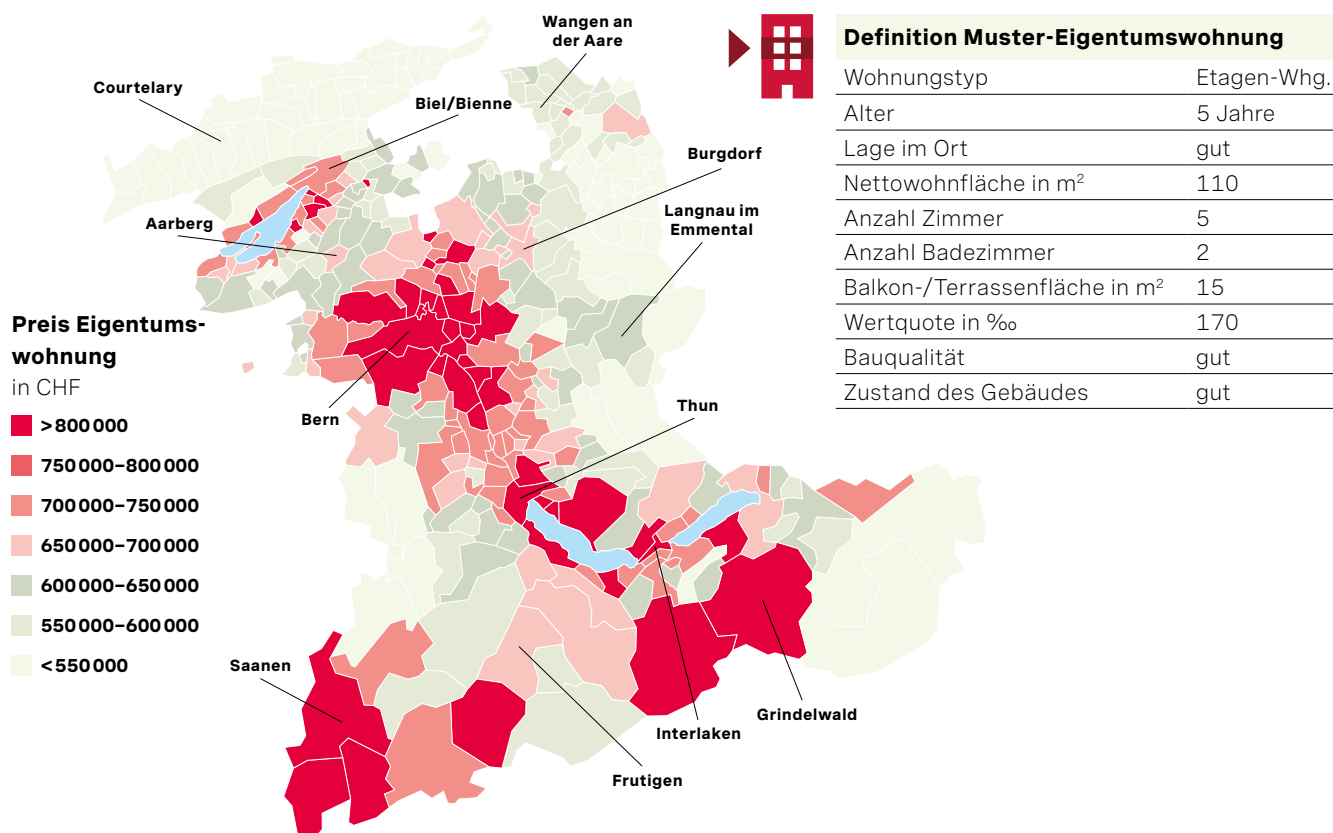 Wangen an
der Aare
Courtelary
Biel/Bienne
Burgdorf
Langnau im
Emmental
Aarberg
Bern
Thun
Saanen
Grindelwald
Interlaken
Frutigen
Preis Eigentums-
wohnung
in CHF
>800 000
750 000–800 000
700 000–750 000
650 000–700 000
600 000–650 000
550 000–600 000
<550 000
Definition Muster-Eigentumswohnung
Wohnungstyp Etagen-Whg.
Alter 5 Jahre
Lage im Ort gut
Nettowohnfläche in m² 110
Anzahl Zimmer 5
Anzahl Badezimmer 2
Balkon-/Terrassenfläche in m² 15
Wertquote in ‰ 170
Bauqualität gut
Zustand des Gebäudes gut